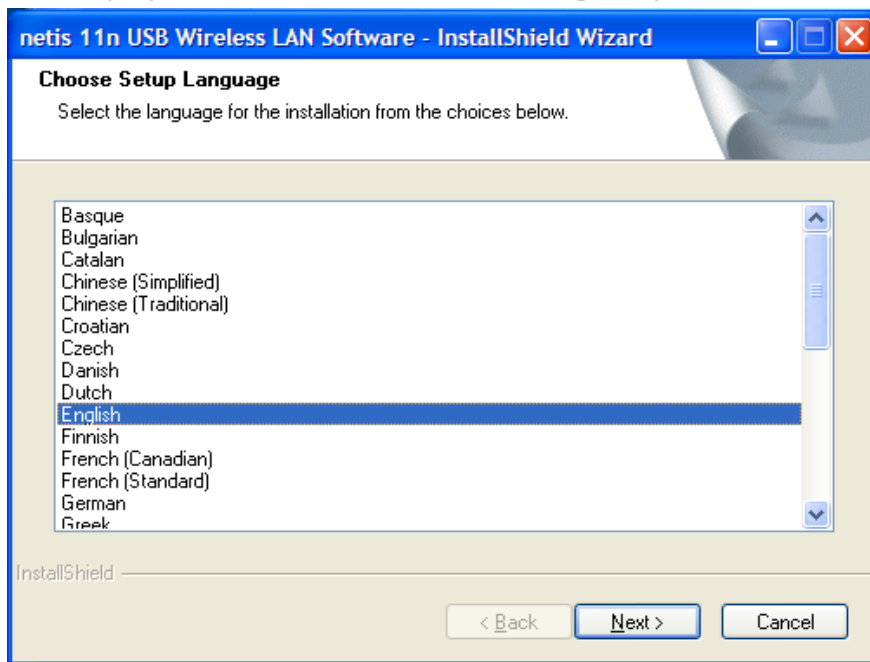 netis 11n USB Wireless LAN Software - InstallShield Wizard
Choose Setup Language
Select the language for the installation from the choices below.
Basque
Bulgarian
Catalan
Chinese (Simplified)
Chinese (Traditional)
Croatian
Czech
Danish
Dutch
English
Finnish
French (Canadian)
French (Standard)
German
Greek
InstallShield
< Back Next > Cancel